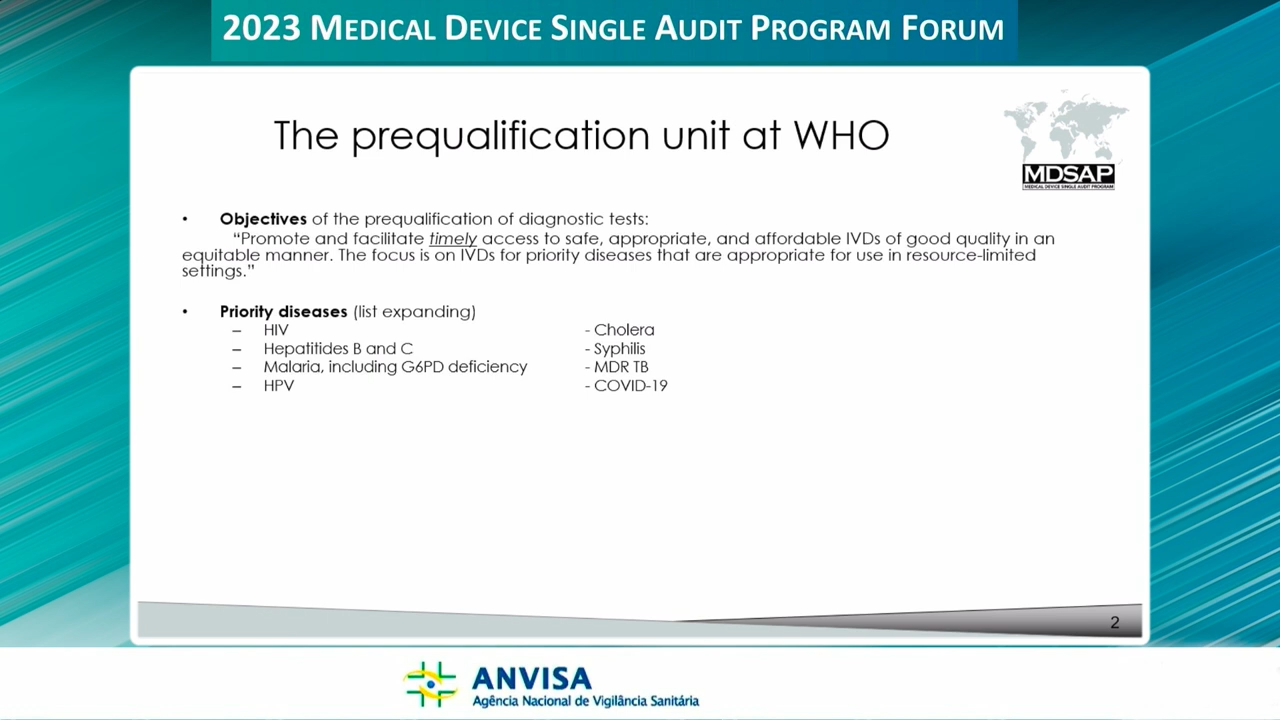 2023 MEDICAL DEVICE SINGLE AUDIT PROGRAM FORUM
The prequalification unit at WHO
MDSAP
MEDICAL DEVICE SINGLE AUDIT PROGRAM
• Objectives of the prequalification of diagnostic tests:
“Promote and facilitate timely access to safe, appropriate, and affordable IVDs of good quality in an
equitable manner. The focus is on IVDs for priority diseases that are appropriate for use in resource-limited
settings.”
• Priority diseases (list expanding)
– HIV - Cholera
– Hepatitides B and C - Syphilis
– Malaria, including G6PD deficiency - MDR TB
– HPV - COVID-19
2
ANVISA
Agência Nacional de Vigilância Sanitária